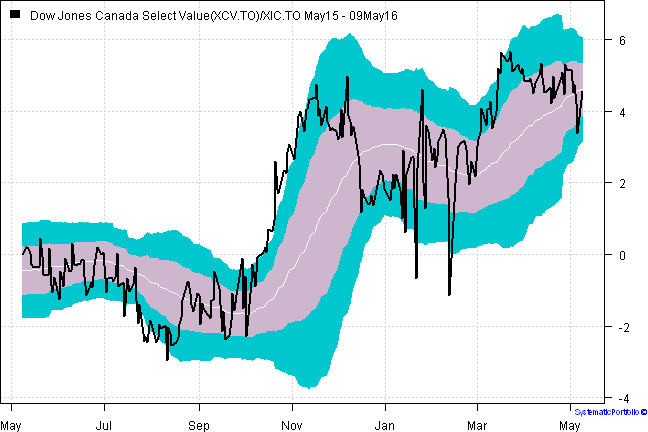 Dow Jones Canada Select Value(XCV.TO)/XIC.TO May15 - 09May16
6
4
2
0
-2
-4
May Jul Sep Nov Jan Mar May
SystematicPortfolio ©